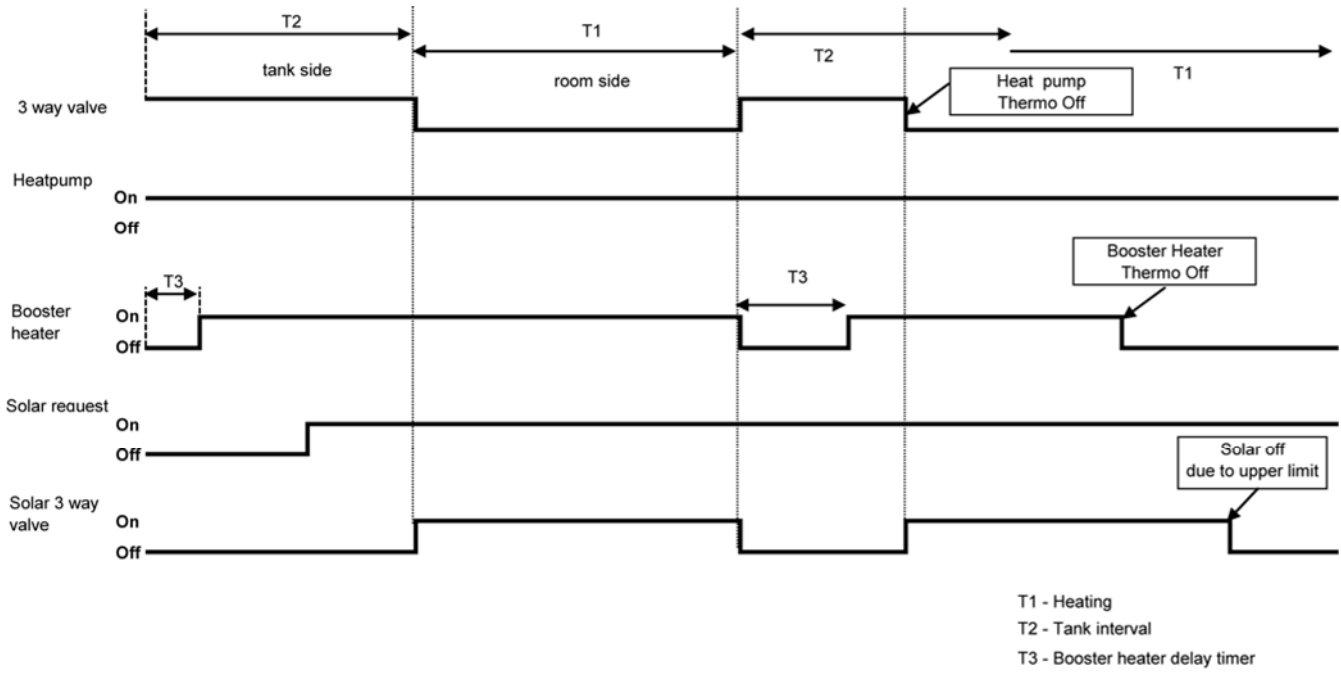 T2
T1
T2
T1
tank side
room side
Heat pump
Thermo Off
3 way valve
Heatpump
On
Off
Booster Heater
Thermo Off
T3
T3
Booster
heater
On
Off
Solar request
On
Off
Solar off
due to upper limit
Solar 3 way
valve
On
Off
T1 - Heating
T2 - Tank interval
T3 - Booster heater delay timer